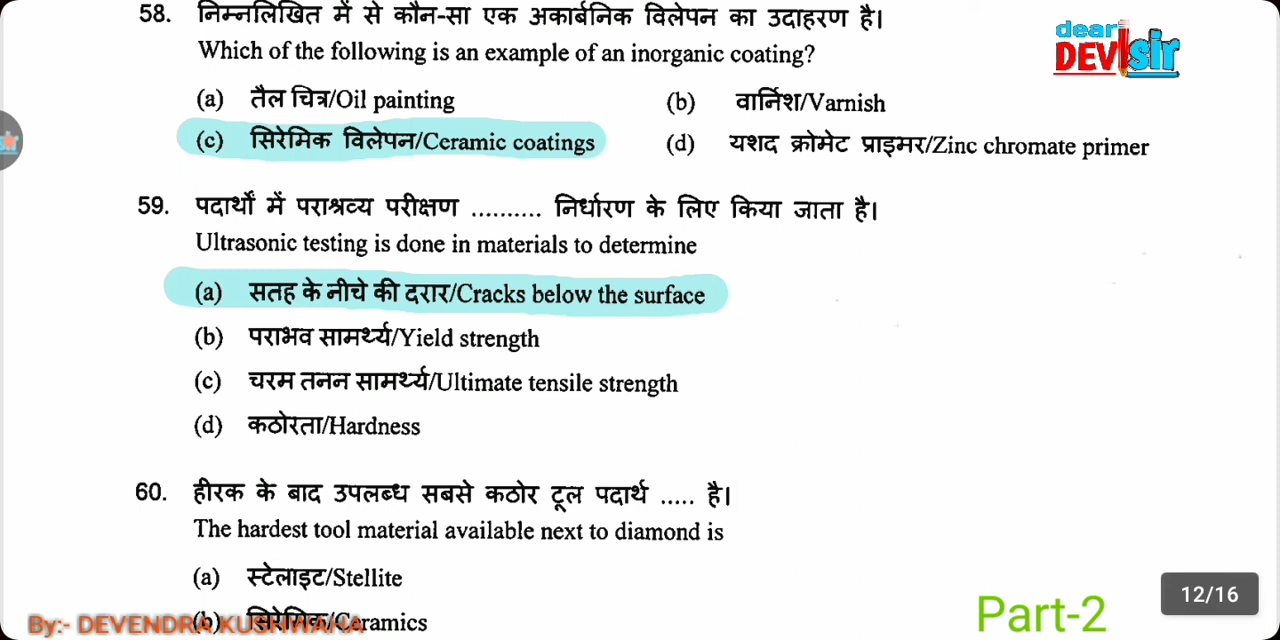 58. निम्नलिखित में से कौन-सा एक अकार्बनिक विलेपन का उदाहरण है।
dear
DEV sir
Which of the following is an example of an inorganic coating?
(a) तैल चित्र/Oil painting
(b) वार्निश/Varnish
(c) सिरेमिक विलेपन/Ceramic coatings
(d) यशद क्रोमेट प्राइमर/Zinc chromate primer
59. पदार्थों में पराश्रव्य परीक्षण .......... निर्धारण के लिए किया जाता है।
Ultrasonic testing is done in materials to determine
(a) सतह के नीचे की दरार/Cracks below the surface
(b) पराभव सामर्थ्य/Yield strength
(c) चरम तनन सामर्थ्य/Ultimate tensile strength
(d) कठोरता/Hardness
60. हीरक के बाद उपलब्ध सबसे कठोर टूल पदार्थ ..... है।
The hardest tool material available next to diamond is
(a) स्टेलाइट/Stellite
(b) सिरेमिक/Ceramics
12/16
Part-2
By:- DEVENDRA KUSHWAHA